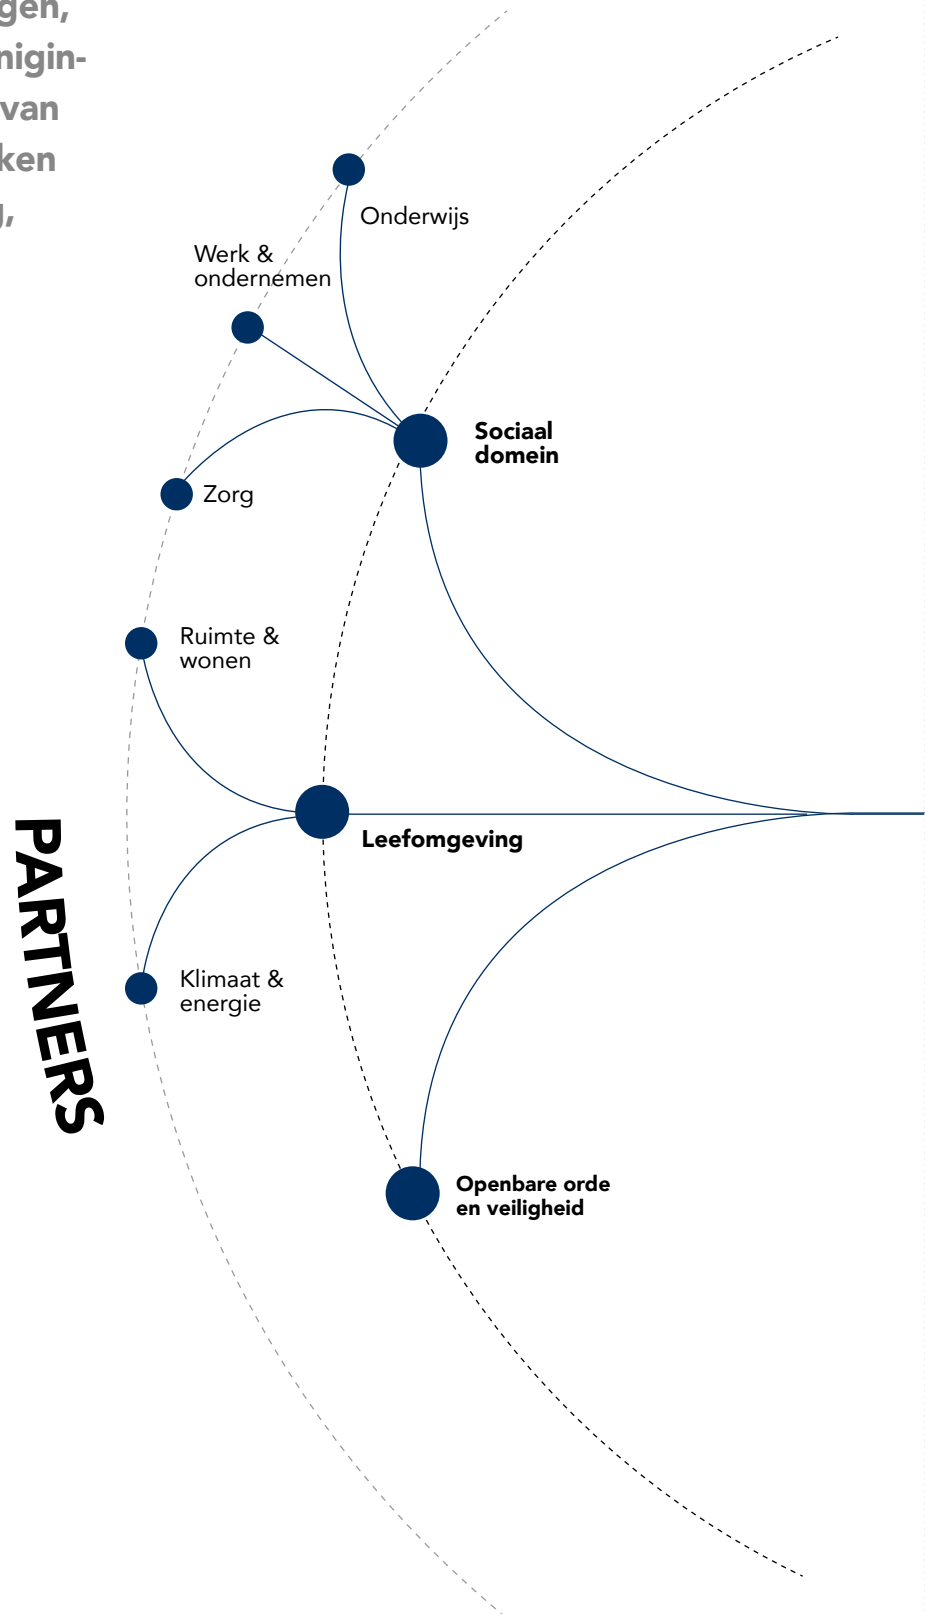 gen,
nigin-
van
ken
g,
Onderwijs
Werk &
ondernemen
Sociaal
domein
Zorg
Ruimte &
wonen
Leefomgeving
PARTNERS
Klimaat &
energie
Openbare orde
en veiligheid